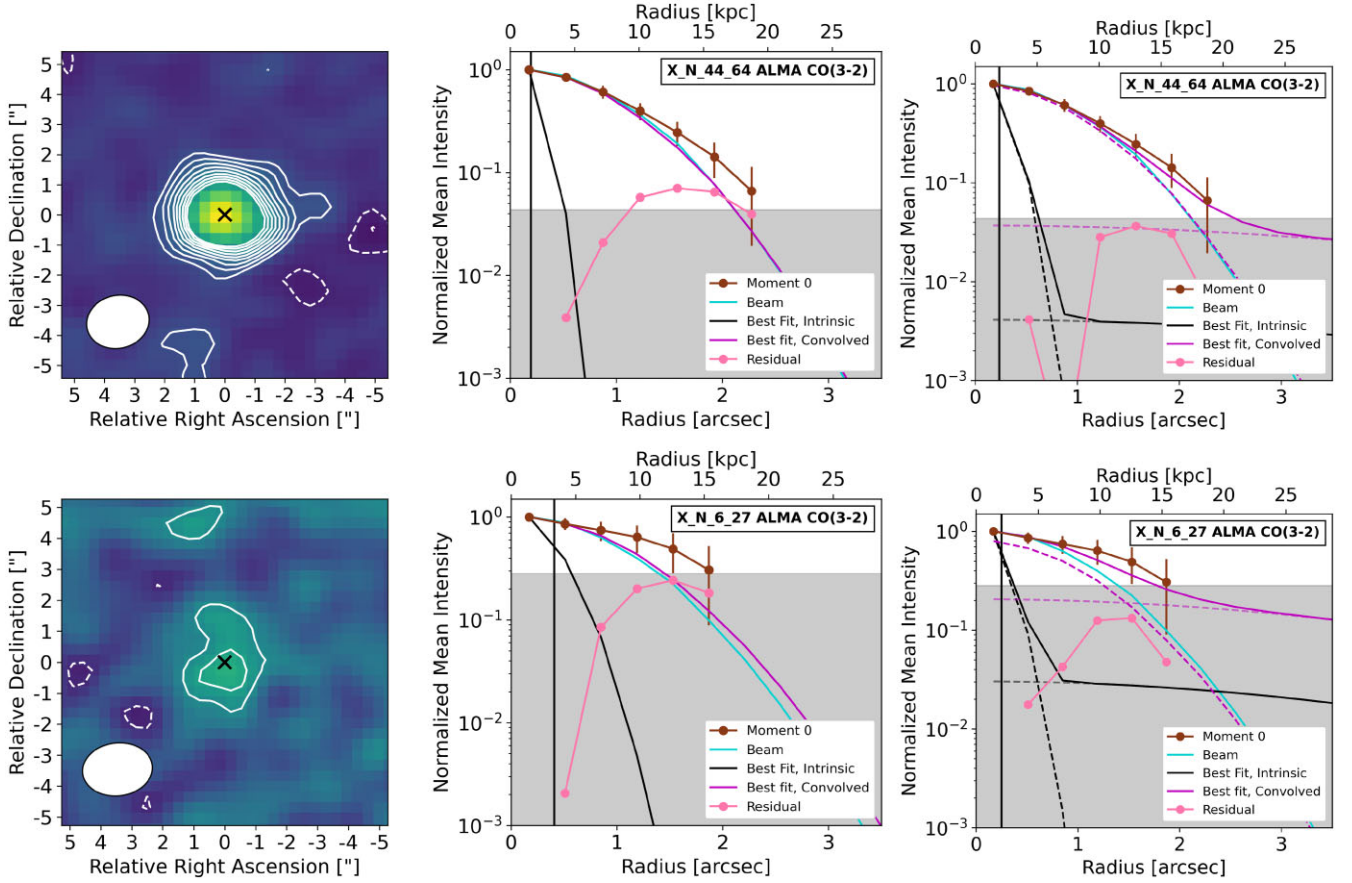 Relative Declination ["]
5
4
3
2
1
0
-1
-2
-3
-4
-5
5 4 3 2 1 0 -1 -2 -3 -4 -5
Relative Right Ascension ["]
Radius [kpc]
0 5 10 15 20 25
X_N_44_64 ALMA CO(3-2)
Normalized Mean Intensity
10^0
10^-1
10^-2
10^-3
Moment 0
Beam
Best Fit, Intrinsic
Best fit, Convolved
Residual
0 1 2 3
Radius [arcsec]
Radius [kpc]
0 5 10 15 20 25
X_N_44_64 ALMA CO(3-2)
Normalized Mean Intensity
10^0
10^-1
10^-2
10^-3
Moment 0
Beam
Best Fit, Intrinsic
Best fit, Convolved
Residual
0 1 2 3
Radius [arcsec]
Relative Declination ["]
5
4
3
2
1
0
-1
-2
-3
-4
-5
5 4 3 2 1 0 -1 -2 -3 -4 -5
Relative Right Ascension ["]
Radius [kpc]
0 5 10 15 20 25
X_N_6_27 ALMA CO(3-2)
Normalized Mean Intensity
10^0
10^-1
10^-2
10^-3
Moment 0
Beam
Best Fit, Intrinsic
Best fit, Convolved
Residual
0 1 2 3
Radius [arcsec]
Radius [kpc]
0 5 10 15 20 25
X_N_6_27 ALMA CO(3-2)
Normalized Mean Intensity
10^0
10^-1
10^-2
10^-3
Moment 0
Beam
Best Fit, Intrinsic
Best fit, Convolved
Residual
0 1 2 3
Radius [arcsec]